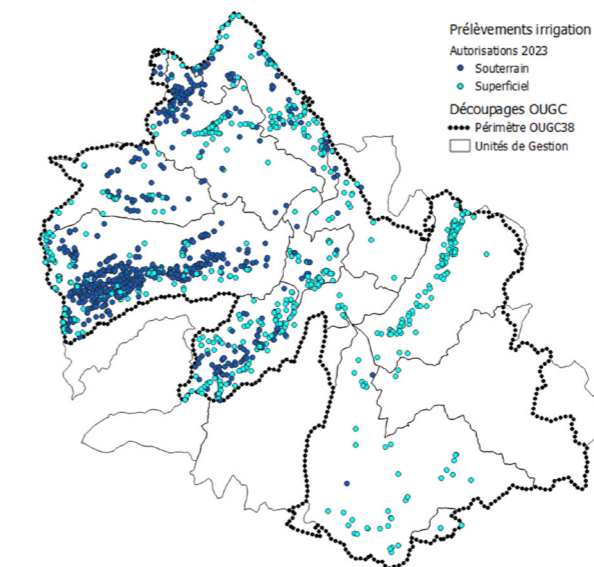 Prélèvements irrigation
Autorisations 2023
Souterrain
Superficiel
Découpages OUGC
Périmètre OUGC38
Unités de Gestion